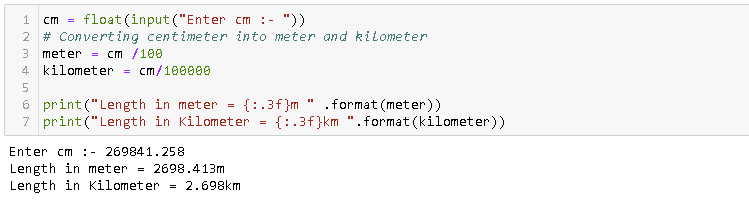 1 cm = float(input("Enter cm :- "))
2 # Converting centimeter into meter and kilometer
3 meter = cm /100
4 kilometer = cm/100000
5
6 print("Length in meter = {:.3f}m " .format(meter))
7 print("Length in Kilometer = {:.3f}km ".format(kilometer))
Enter cm :- 269841.258
Length in meter = 2698.413m
Length in Kilometer = 2.698km